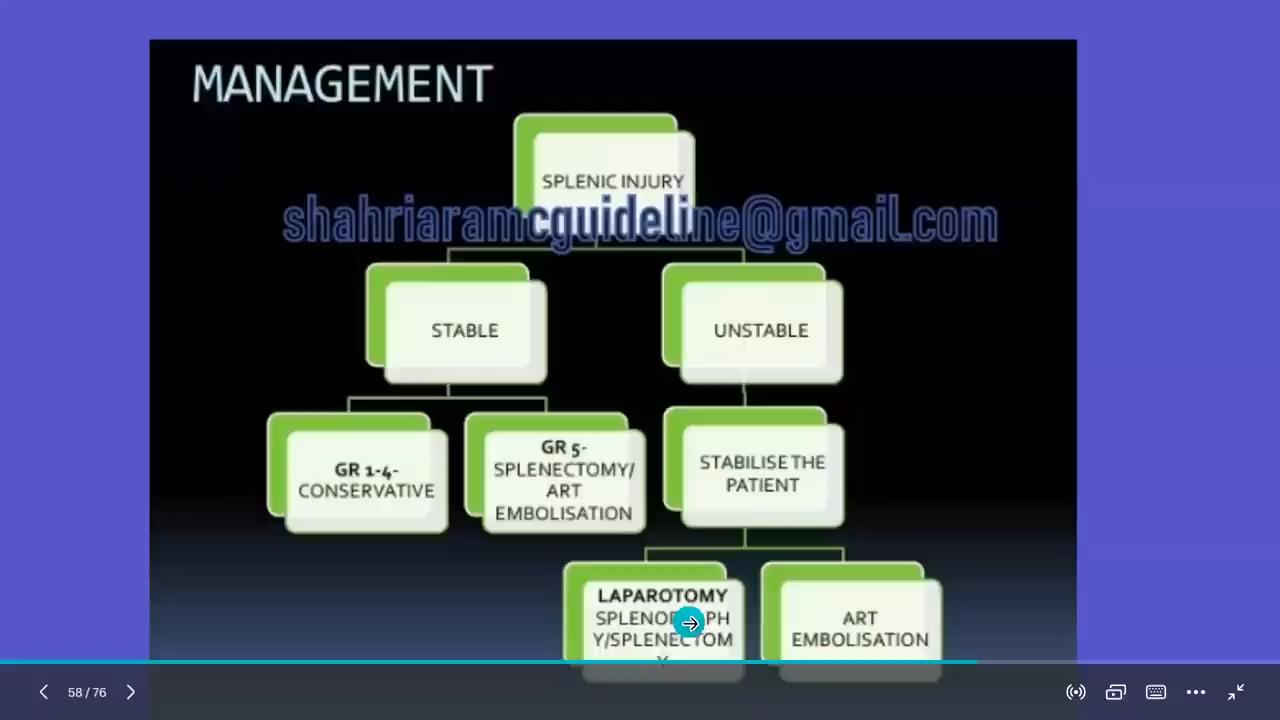 MANAGEMENT
SPLENIC INJURY
shahriaramcguideline@gmail.com
STABLE
UNSTABLE
GR 1-4-
CONSERVATIVE
GR 5-
SPLENECTOMY/
ART
EMBOLISATION
STABILISE THE
PATIENT
LAPAROTOMY
Y/SPLENECTOM
Y
ART
EMBOLISATION
58 / 76